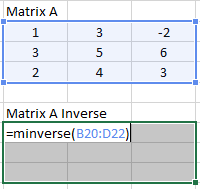 Matrix A
1 3 -2
3 5 6
2 4 3
Matrix A Inverse
=minverse(B20:D22)